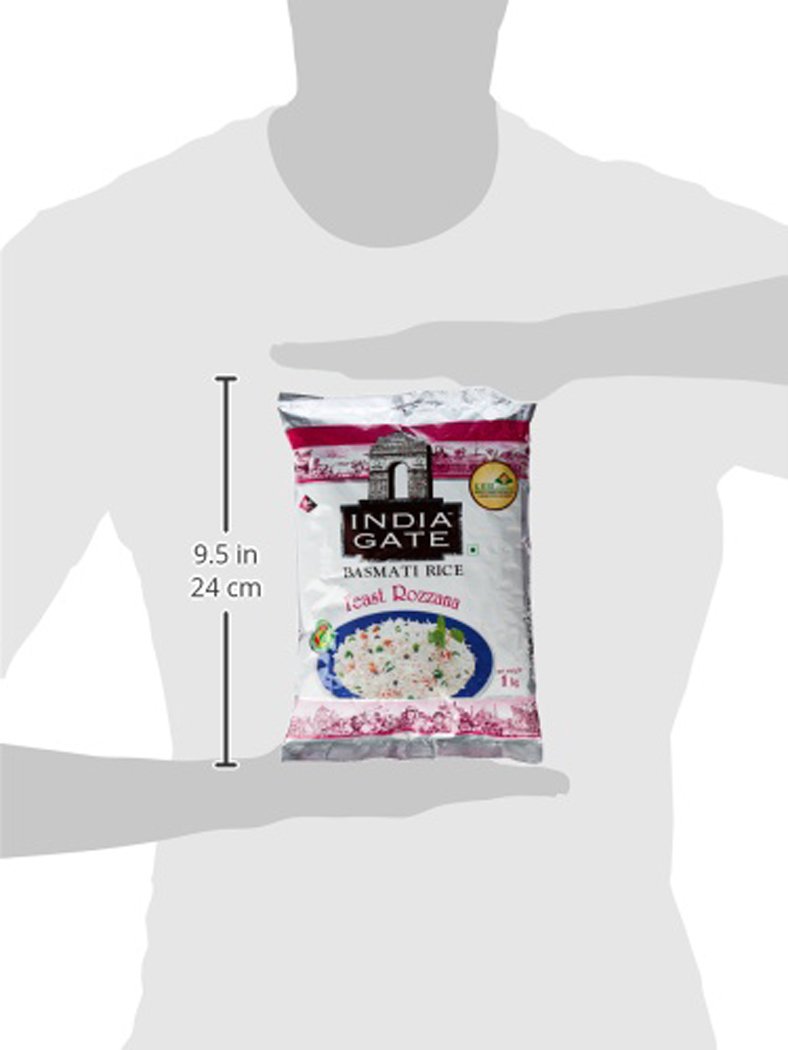 9.5 in
24 cm
INDIA
GATE
BASMATI RICE
Feast Rozzana
1 kg